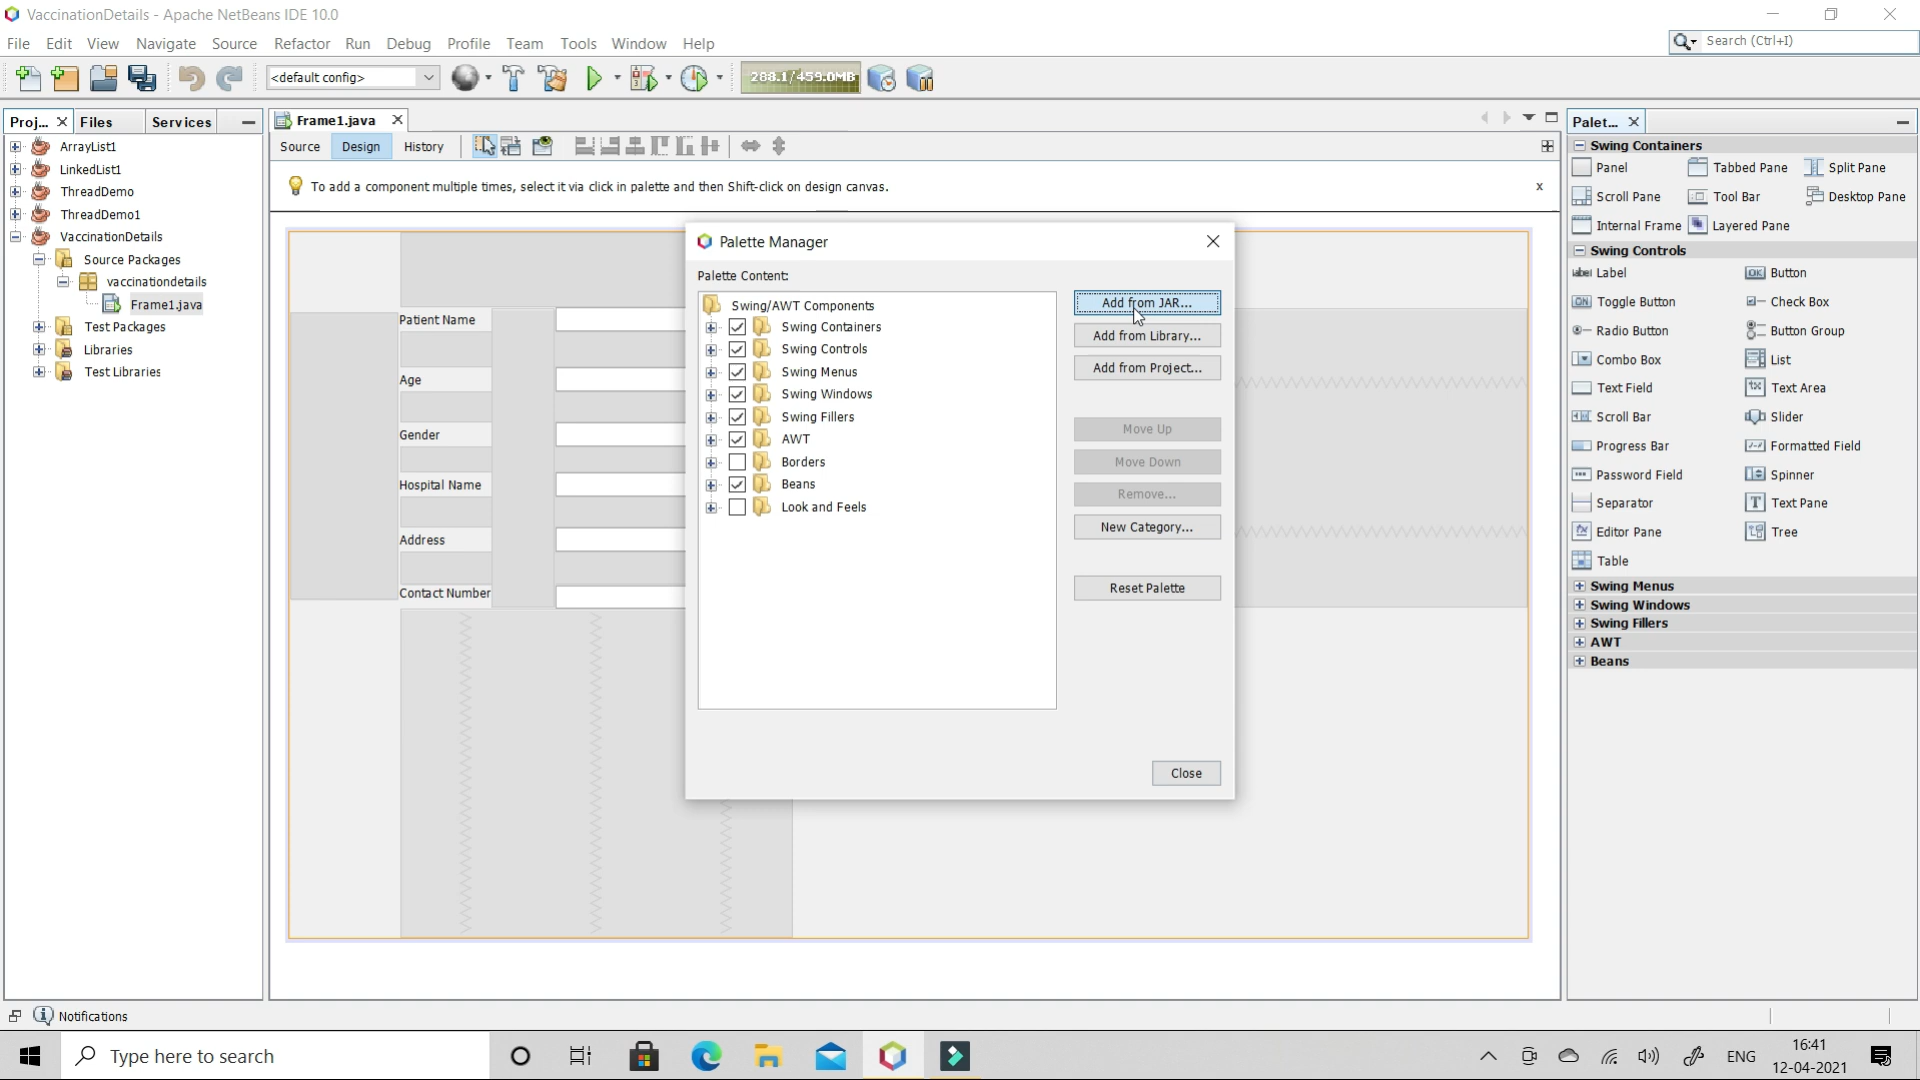 VaccinationDetails - Apache NetBeans IDE 10.0
File Edit View Navigate Source Refactor Run Debug Profile Team Tools Window Help
Search (Ctrl+I)
<default config>
288.1/459.0MB
Proj... Files Services
Frame1.java
Palet...
ArrayList1
LinkedList1
ThreadDemo
ThreadDemo1
VaccinationDetails
Source Packages
vaccinationdetails
Frame1.java
Test Packages
Libraries
Test Libraries
Source Design History
To add a component multiple times, select it via click in palette and then Shift-click on design canvas.
x
Patient Name
Age
Gender
Hospital Name
Address
Contact Number
Palette Manager
Palette Content:
Swing/AWT Components
Swing Containers
Swing Controls
Swing Menus
Swing Windows
Swing Fillers
AWT
Borders
Beans
Look and Feels
Add from JAR...
Add from Library...
Add from Project...
Move Up
Move Down
Remove...
New Category...
Reset Palette
Close
Swing Containers
Panel Tabbed Pane Split Pane
Scroll Pane Tool Bar Desktop Pane
Internal Frame Layered Pane
Swing Controls
label Label OK Button
ON Toggle Button Check Box
Radio Button Button Group
Combo Box List
Text Field Text Area
Scroll Bar Slider
Progress Bar Formatted Field
Password Field Spinner
Separator T Text Pane
Editor Pane Tree
Table
Swing Menus
Swing Windows
Swing Fillers
AWT
Beans
Notifications
Type here to search
ENG
16:41
12-04-2021